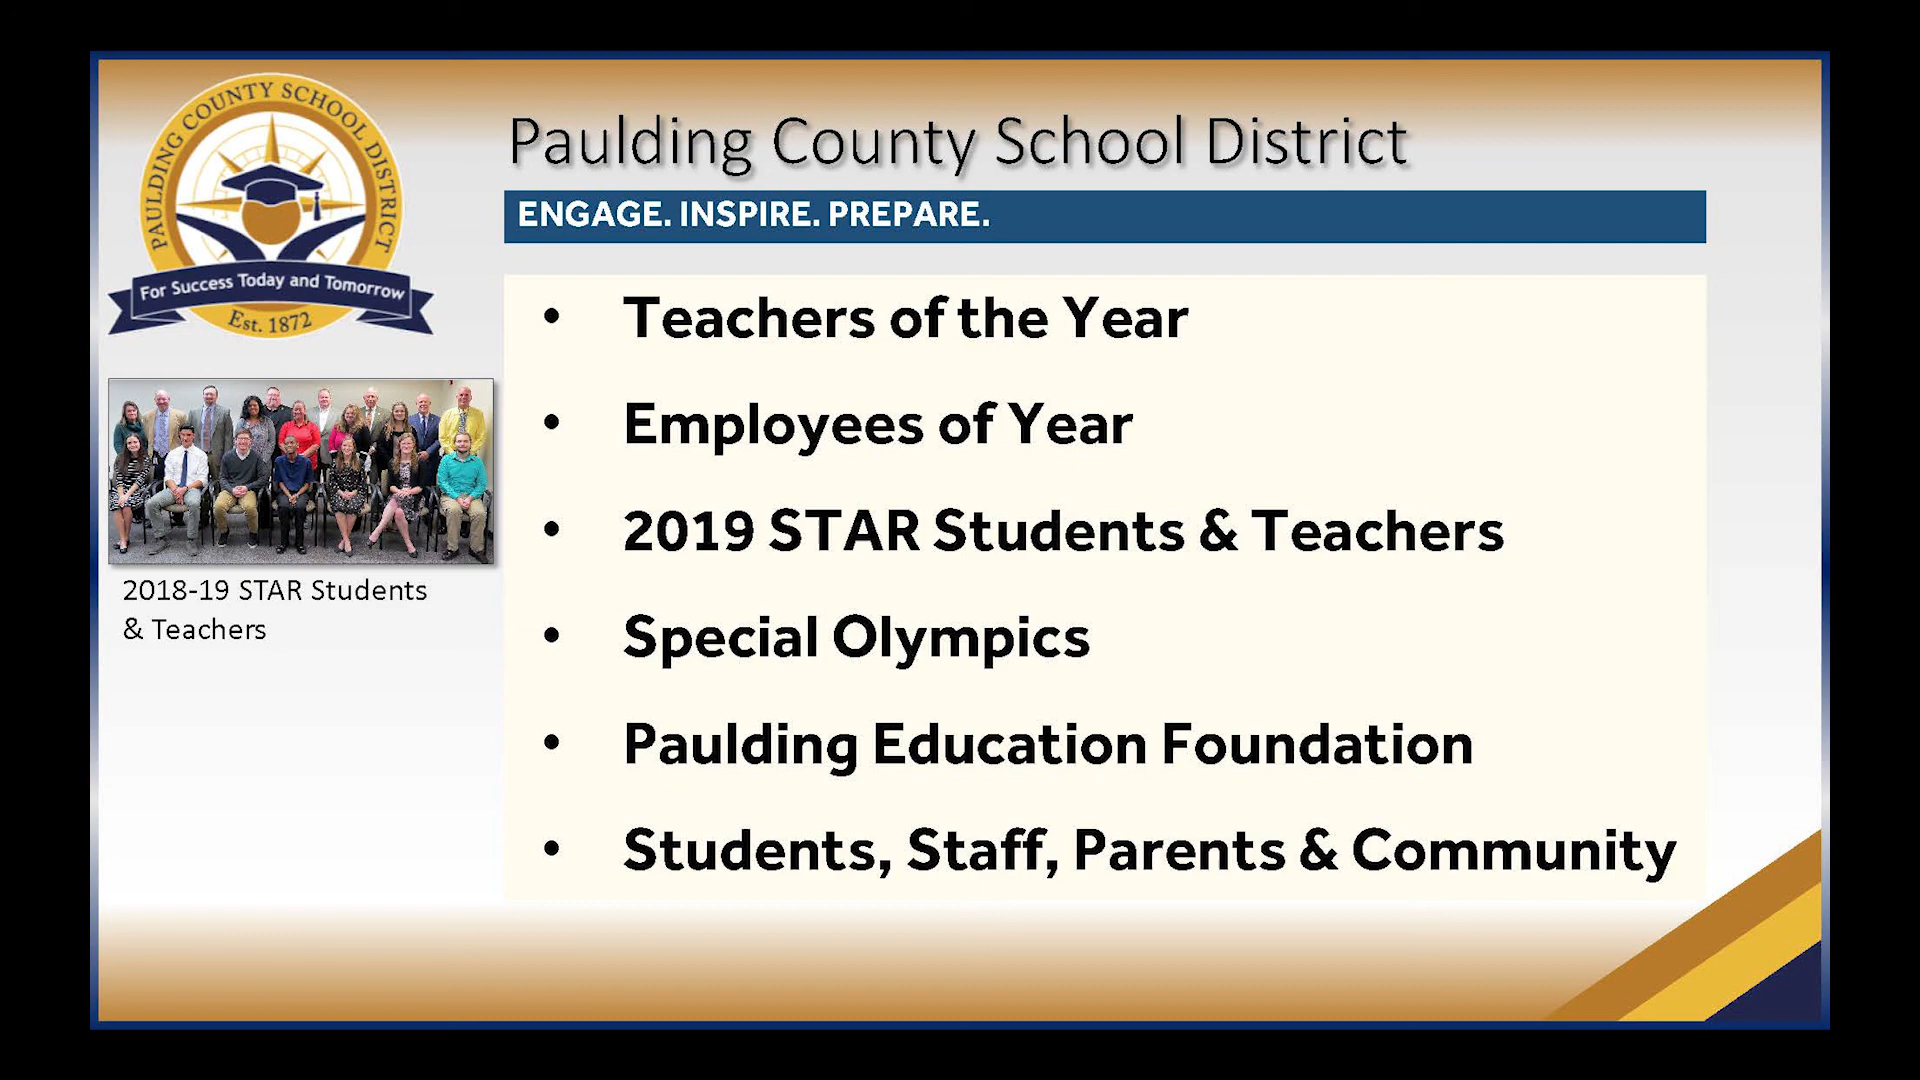 PAULDING COUNTY SCHOOL DISTRICT
For Success Today and Tomorrow
Est. 1872
Paulding County School District
ENGAGE. INSPIRE. PREPARE.
2018-19 STAR Students
& Teachers
• Teachers of the Year
• Employees of Year
• 2019 STAR Students & Teachers
• Special Olympics
• Paulding Education Foundation
• Students, Staff, Parents & Community